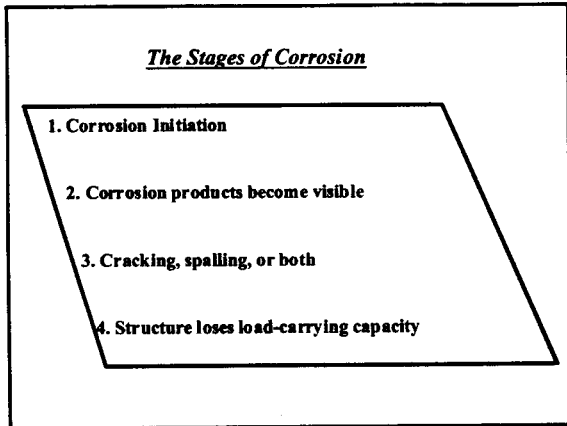 The Stages of Corrosion
1. Corrosion Initiation
2. Corrosion products become visible
3. Cracking, spalling, or both
4. Structure loses load-carrying capacity